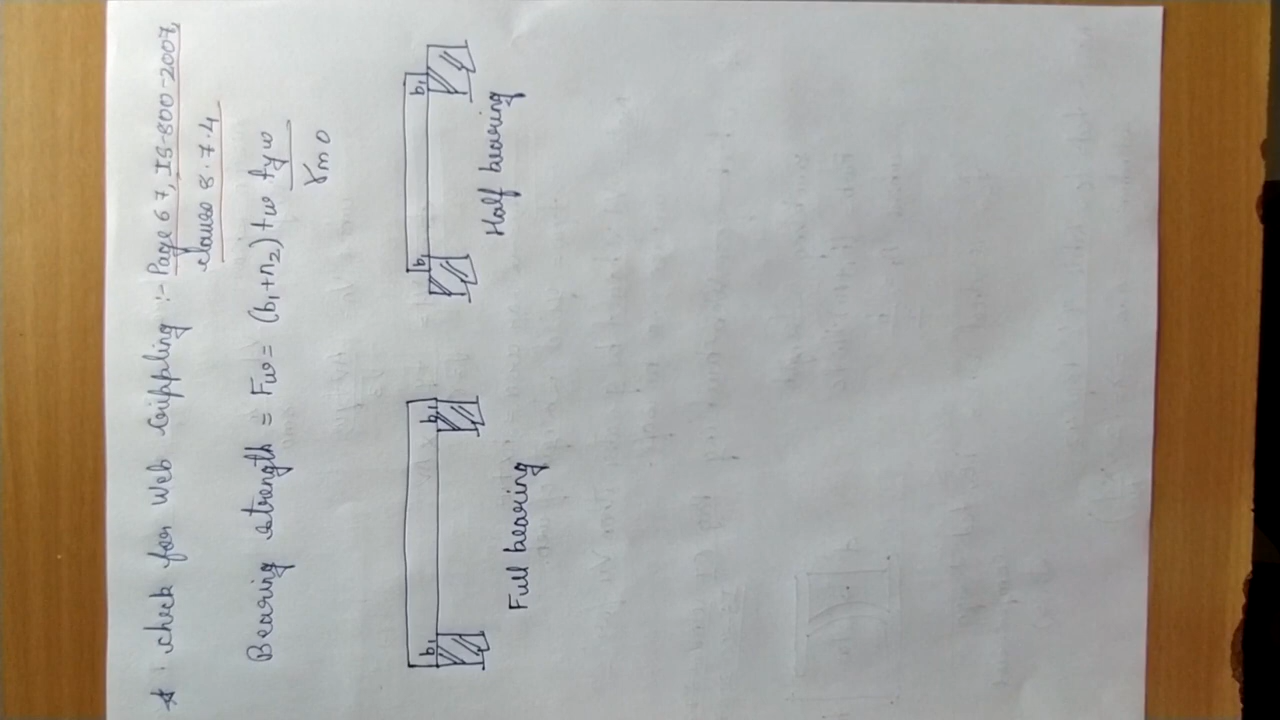 * check for Web Crippling :- Page 67, IS-800-2007,
clause 8.7.4
Bearing strength = Fw = (b₁+n₂) tw fyw
γm0
b₁ b₁ b₁ b₁
Full bearing Half bearing